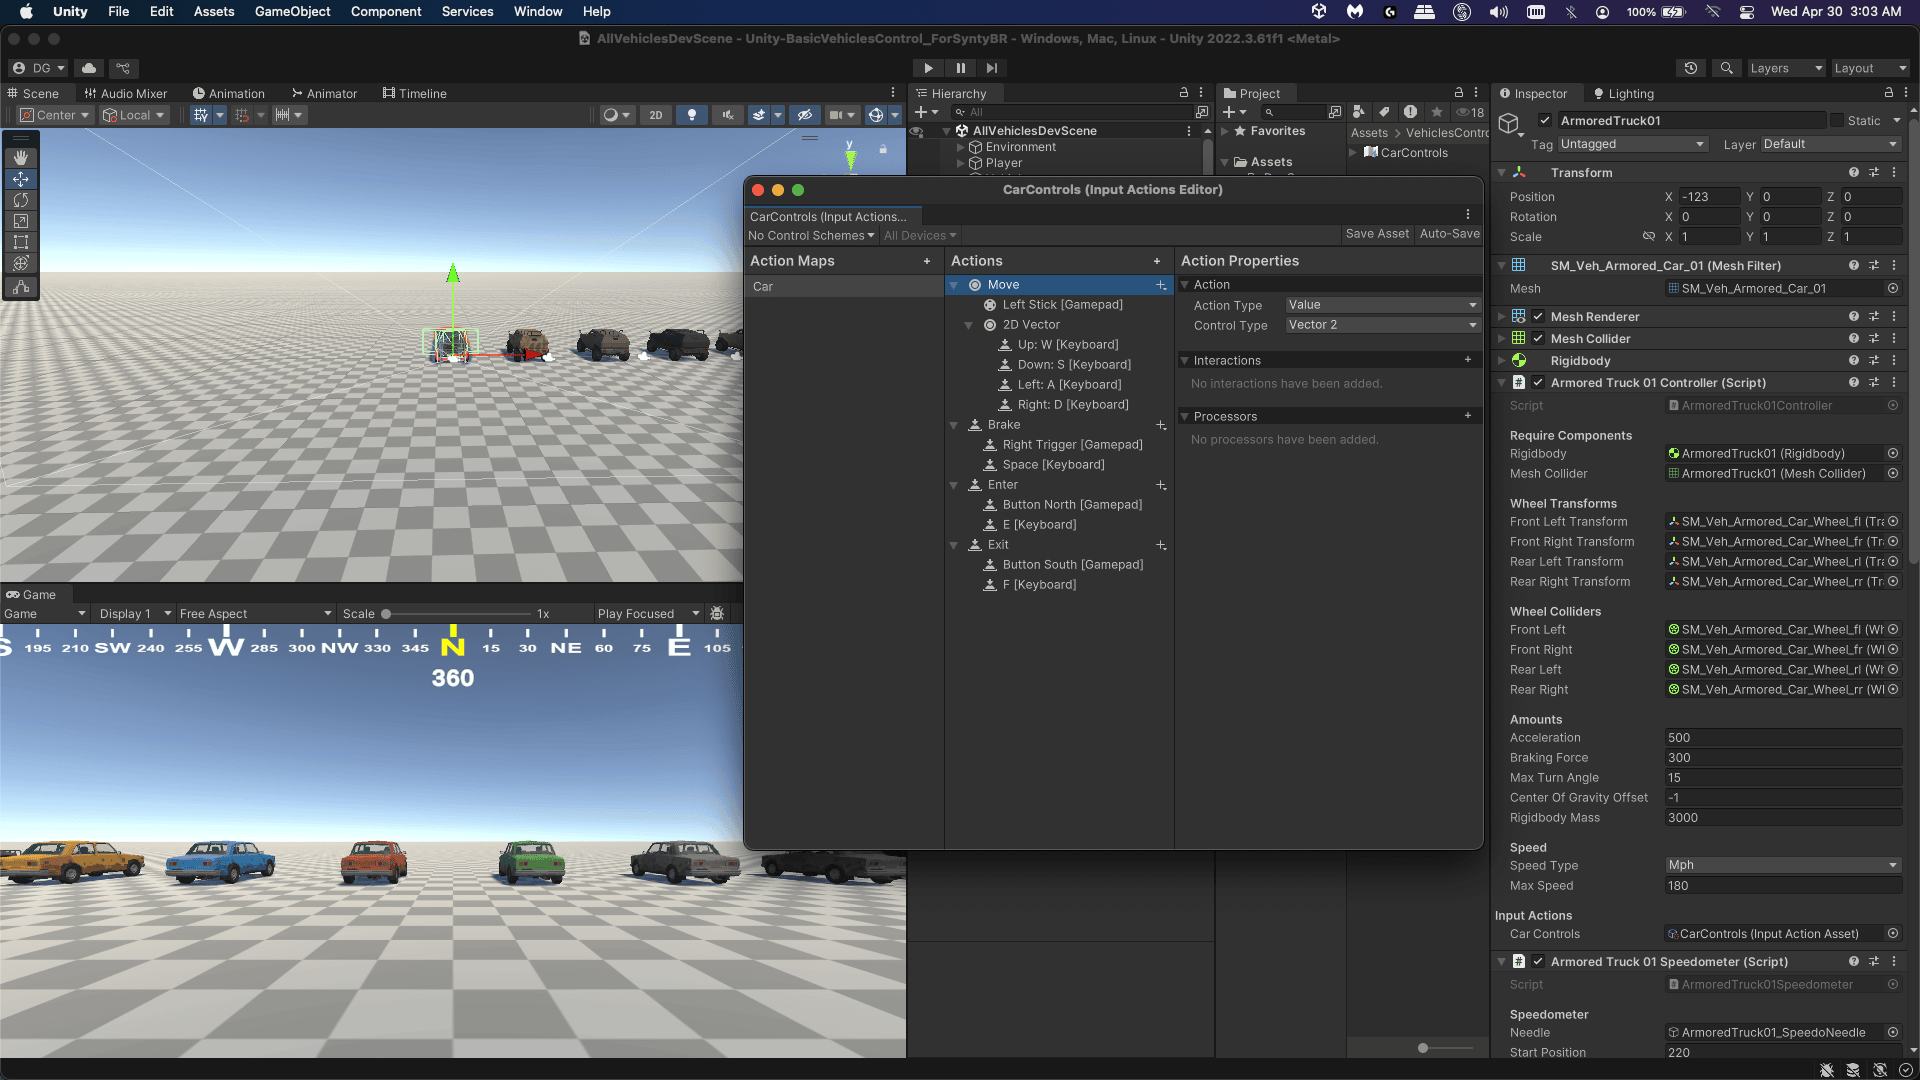 Unity File Edit Assets GameObject Component Services Window Help
100% Wed Apr 30 3:03 AM
AllVehiclesDevScene - Unity-BasicVehiclesControl_ForSyntyBR - Windows, Mac, Linux - Unity 2022.3.61f1 <Metal>
DG
Layers Layout
Scene Audio Mixer Animation Animator Timeline
Center Local 2D
y
Hierarchy
All
AllVehiclesDevScene
Environment
Player
Project
18
Favorites
Assets
Assets > VehiclesContro
CarControls
CarControls (Input Actions Editor)
CarControls (Input Actions...
No Control Schemes All Devices Save Asset Auto-Save
Action Maps +
Car
Actions +
Move
Left Stick [Gamepad]
2D Vector
Up: W [Keyboard]
Down: S [Keyboard]
Left: A [Keyboard]
Right: D [Keyboard]
Brake
Right Trigger [Gamepad]
Space [Keyboard]
Enter
Button North [Gamepad]
E [Keyboard]
Exit
Button South [Gamepad]
F [Keyboard]
Action Properties
Action
Action Type Value
Control Type Vector 2
Interactions +
No interactions have been added.
Processors +
No processors have been added.
Game
Game Display 1 Free Aspect Scale 1x Play Focused
S 195 210 SW 240 255 W 285 300 NW 330 345 N 15 30 NE 60 75 E 105
360
Inspector Lighting
ArmoredTruck01 Static
Tag Untagged Layer Default
Transform
Position X -123 Y 0 Z 0
Rotation X 0 Y 0 Z 0
Scale X 1 Y 1 Z 1
SM_Veh_Armored_Car_01 (Mesh Filter)
Mesh SM_Veh_Armored_Car_01
Mesh Renderer
Mesh Collider
Rigidbody
# Armored Truck 01 Controller (Script)
Script ArmoredTruck01Controller
Require Components
Rigidbody ArmoredTruck01 (Rigidbody)
Mesh Collider ArmoredTruck01 (Mesh Collider)
Wheel Transforms
Front Left Transform SM_Veh_Armored_Car_Wheel_fl (Tra
Front Right Transform SM_Veh_Armored_Car_Wheel_fr (Tr
Rear Left Transform SM_Veh_Armored_Car_Wheel_rl (Tra
Rear Right Transform SM_Veh_Armored_Car_Wheel_rr (Tra
Wheel Colliders
Front Left SM_Veh_Armored_Car_Wheel_fl (Wh
Front Right SM_Veh_Armored_Car_Wheel_fr (Wl
Rear Left SM_Veh_Armored_Car_Wheel_rl (Wh
Rear Right SM_Veh_Armored_Car_Wheel_rr (Wl
Amounts
Acceleration 500
Braking Force 300
Max Turn Angle 15
Center Of Gravity Offset -1
Rigidbody Mass 3000
Speed
Speed Type Mph
Max Speed 180
Input Actions
Car Controls CarControls (Input Action Asset)
# Armored Truck 01 Speedometer (Script)
Script ArmoredTruck01Speedometer
Speedometer
Needle ArmoredTruck01_SpeedoNeedle
Start Position 220